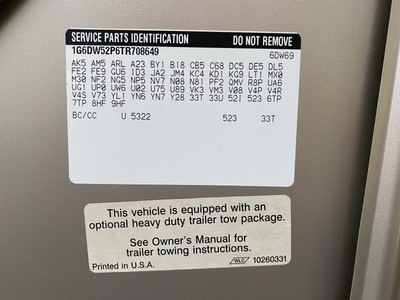 SERVICE PARTS IDENTIFICATION DO NOT REMOVE
1G6DW52P6TR708649 6DW69
AK5 AM5 ARL A23 BY1 B18 CB5 C68 DC5 DE5 DL5
FE2 FE9 GU6 ID3 JA2 JM4 KC4 KD1 KG9 LT1 MX0
M30 NF2 NG5 NP5 NV7 N08 N81 PF2 QMV R8P UA6
UG1 UP0 UW6 U02 U75 U89 VK3 VM3 V08 V4P V4R
V4S V73 YL1 YN6 YN7 Y28 33T 33U 52I 523 6TP
7TP 8HF 9HF
BC/CC U 5322 523 33T
This vehicle is equipped with an
optional heavy duty trailer tow package.
See Owner's Manual for
trailer towing instructions.
Printed in U.S.A. WLC 10260331